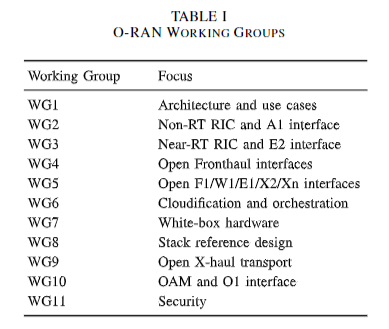 TABLE I
O-RAN WORKING GROUPS
Working Group Focus
WG1 Architecture and use cases
WG2 Non-RT RIC and A1 interface
WG3 Near-RT RIC and E2 interface
WG4 Open Fronthaul interfaces
WG5 Open F1/W1/E1/X2/Xn interfaces
WG6 Cloudification and orchestration
WG7 White-box hardware
WG8 Stack reference design
WG9 Open X-haul transport
WG10 OAM and O1 interface
WG11 Security